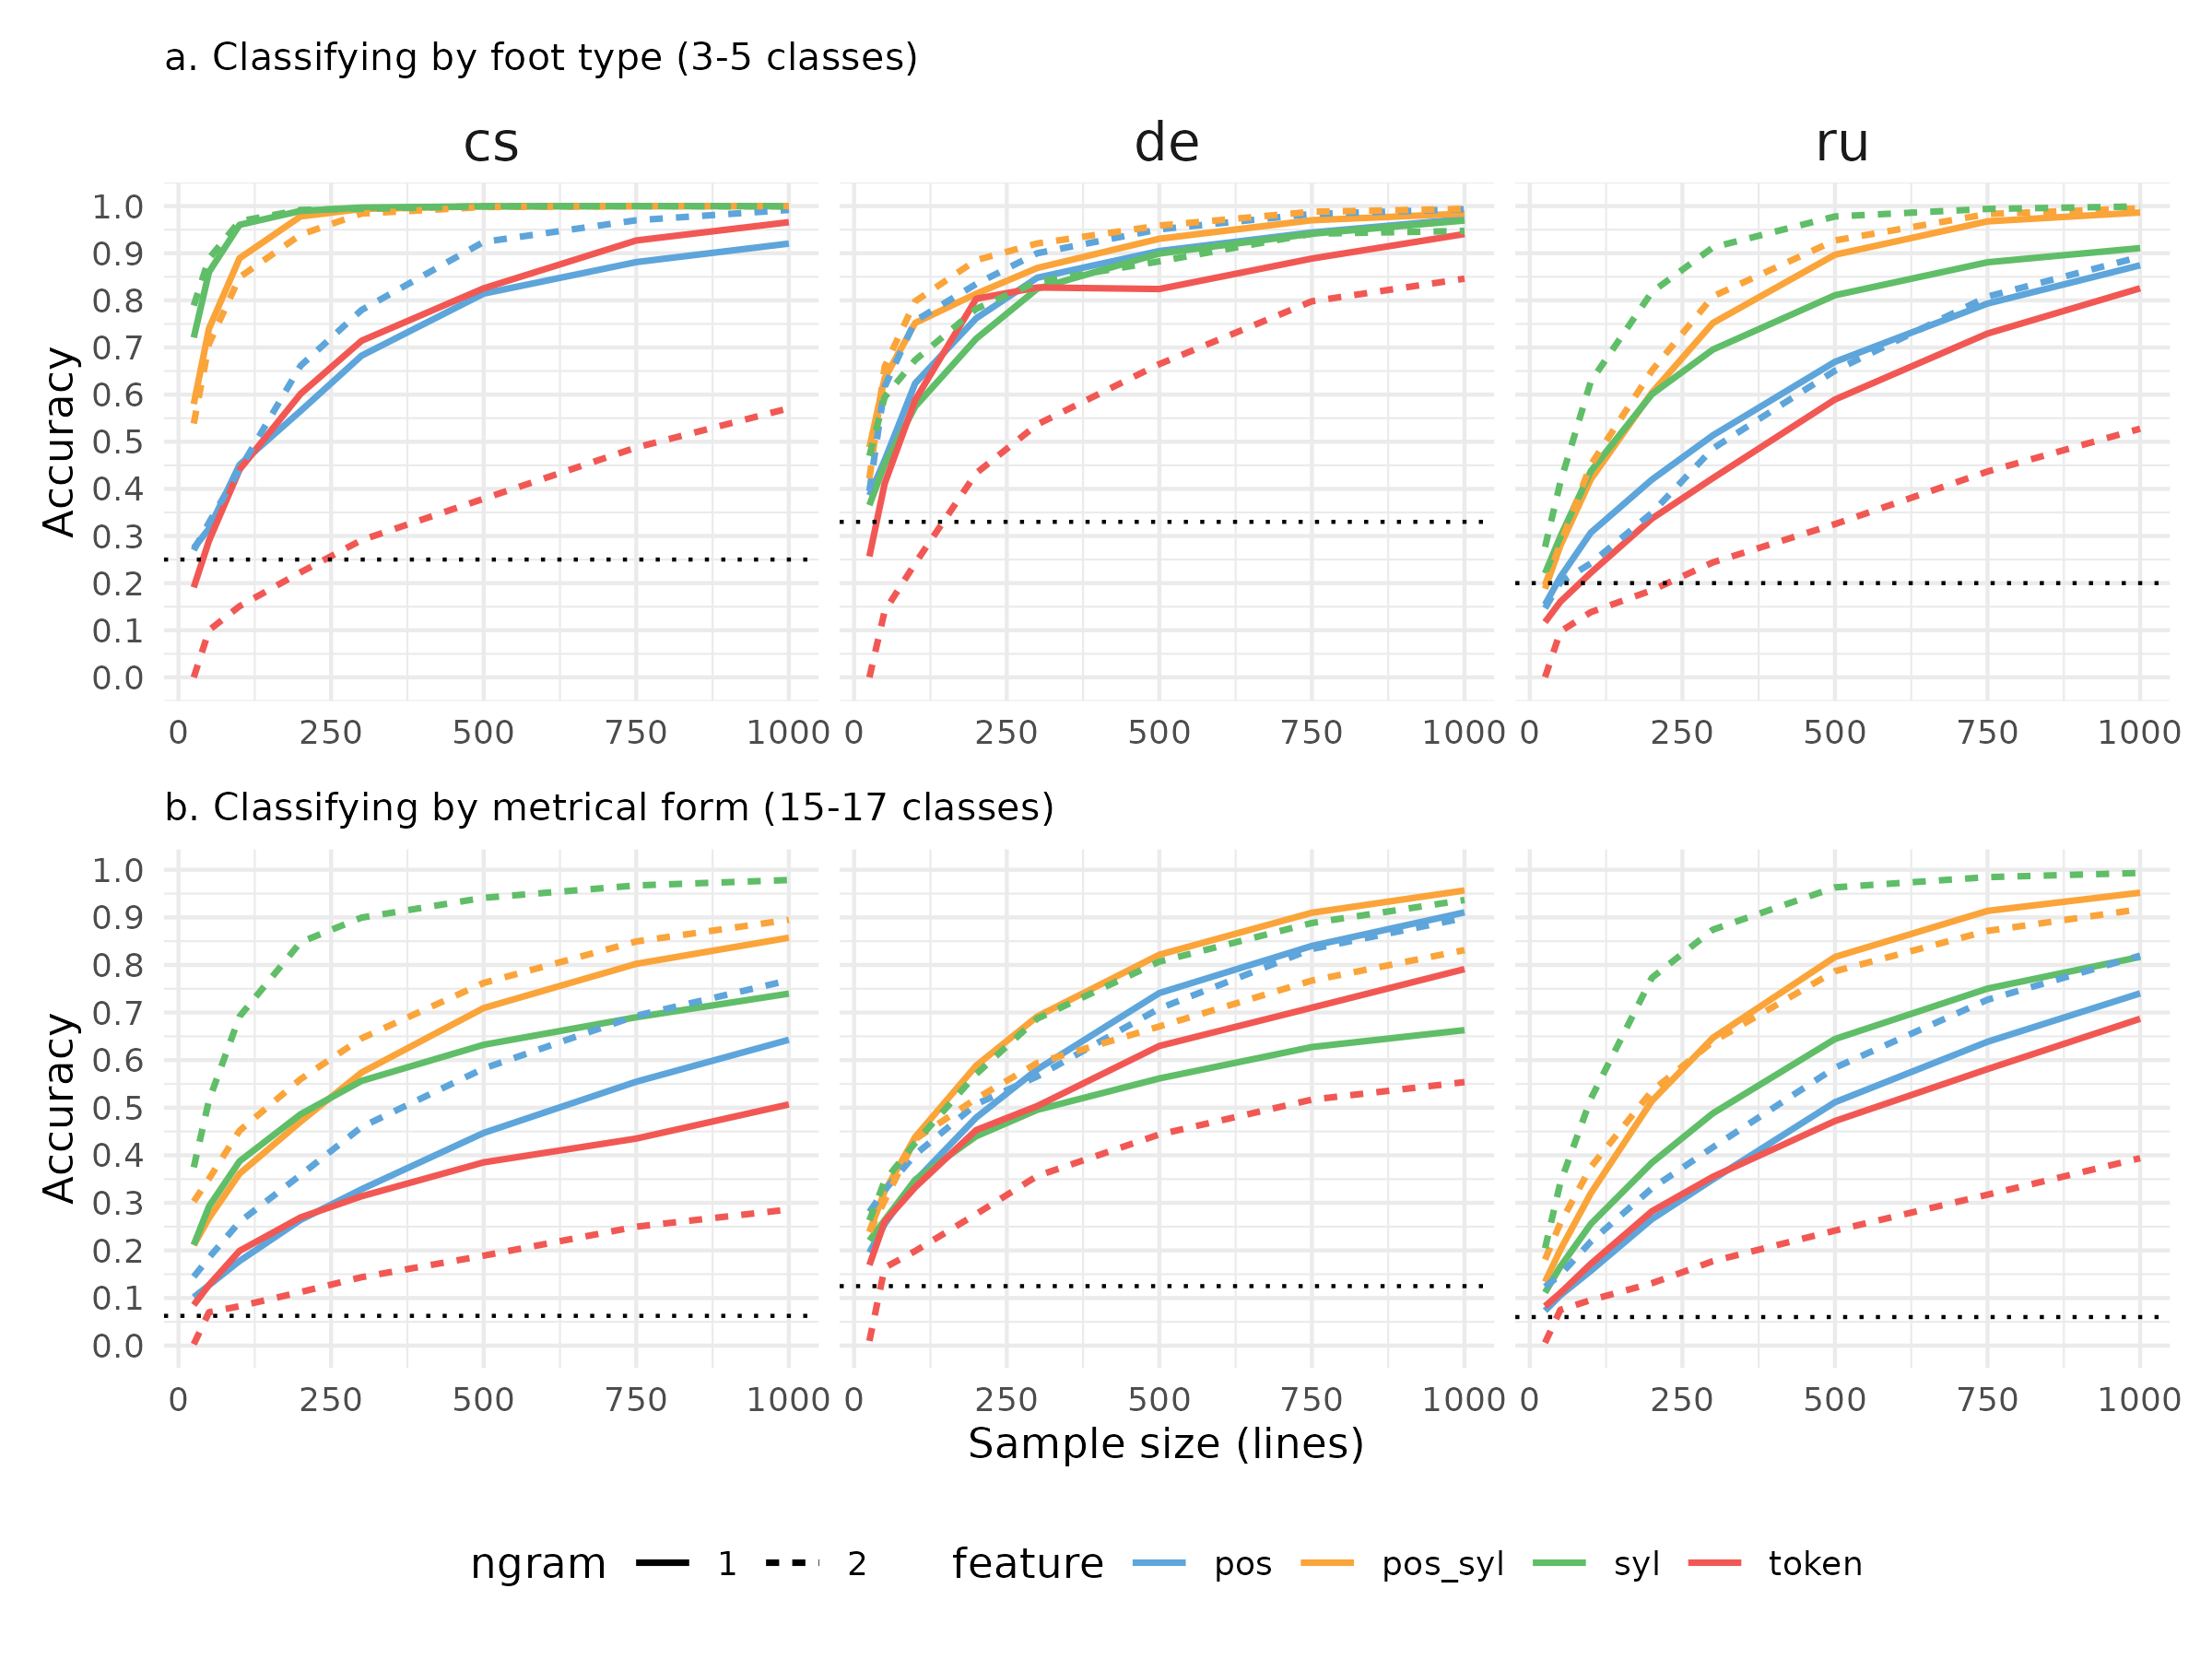 a. Classifying by foot type (3-5 classes)
cs de ru
Accuracy
1.0
0.9
0.8
0.7
0.6
0.5
0.4
0.3
0.2
0.1
0.0
0 250 500 750 1000 0 250 500 750 1000 0 250 500 750 1000
b. Classifying by metrical form (15-17 classes)
Accuracy
1.0
0.9
0.8
0.7
0.6
0.5
0.4
0.3
0.2
0.1
0.0
0 250 500 750 1000 0 250 500 750 1000 0 250 500 750 1000
Sample size (lines)
ngram 1 2 feature pos pos_syl syl token